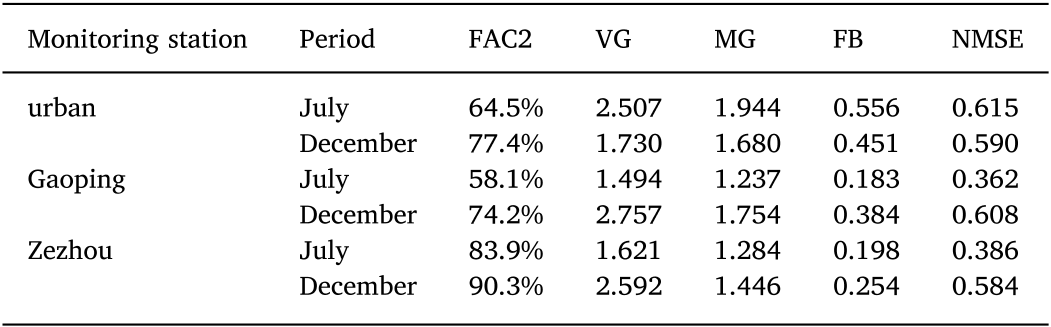 Monitoring station Period FAC2 VG MG FB NMSE
urban July 64.5% 2.507 1.944 0.556 0.615
December 77.4% 1.730 1.680 0.451 0.590
Gaoping July 58.1% 1.494 1.237 0.183 0.362
December 74.2% 2.757 1.754 0.384 0.608
Zezhou July 83.9% 1.621 1.284 0.198 0.386
December 90.3% 2.592 1.446 0.254 0.584